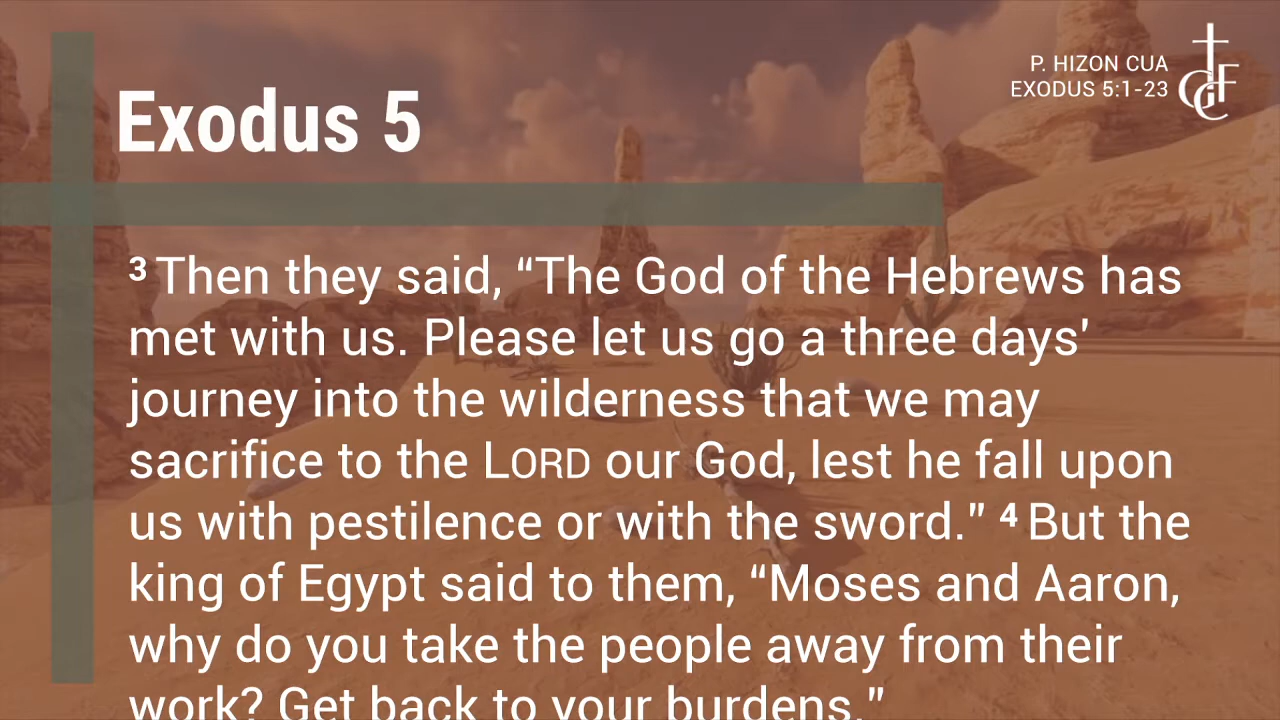 P. HIZON CUA
EXODUS 5:1-23
CGF
Exodus 5
3 Then they said, “The God of the Hebrews has
met with us. Please let us go a three days'
journey into the wilderness that we may
sacrifice to the LORD our God, lest he fall upon
us with pestilence or with the sword.” 4 But the
king of Egypt said to them, “Moses and Aaron,
why do you take the people away from their
work? Get back to your burdens.”